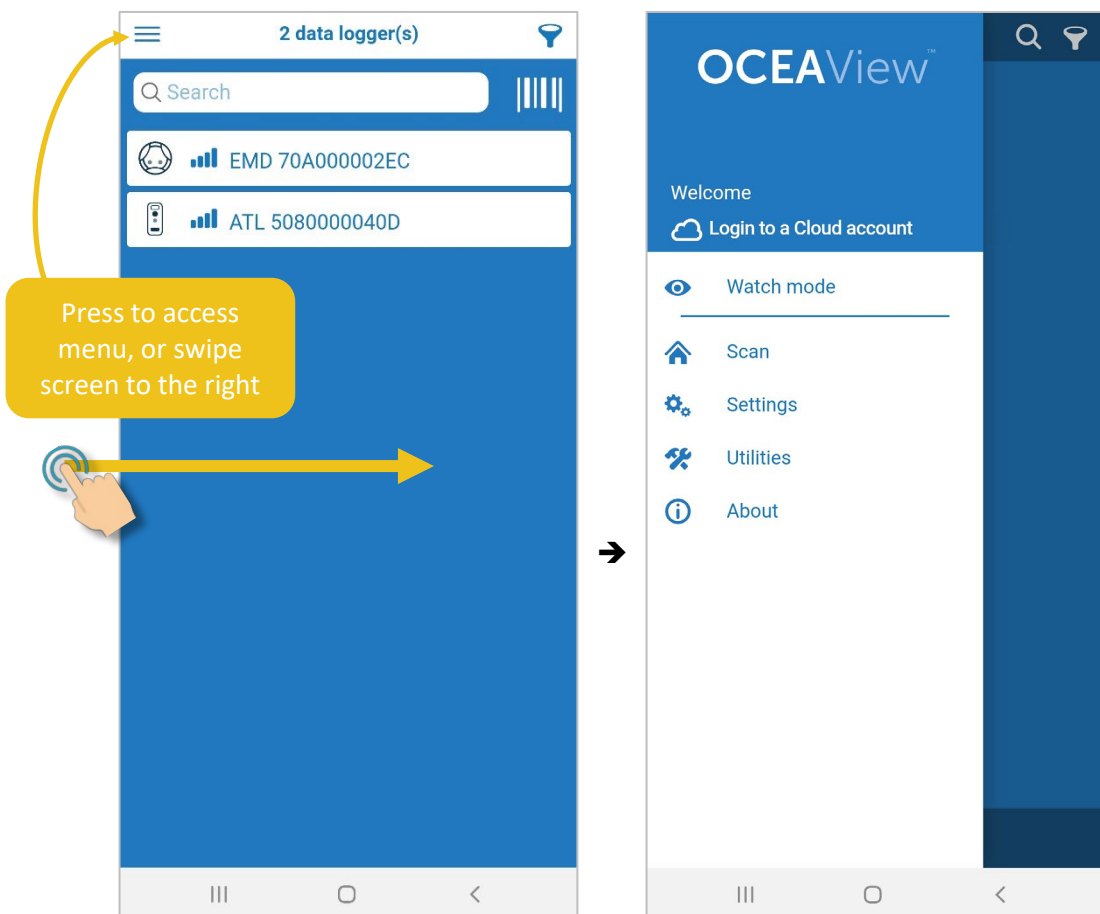 2 data logger(s)
Search
EMD 70A000002EC
ATL 5080000040D
Press to access
menu, or swipe
screen to the right
OCEAView™
Welcome
Login to a Cloud account
Watch mode
Scan
Settings
Utilities
About